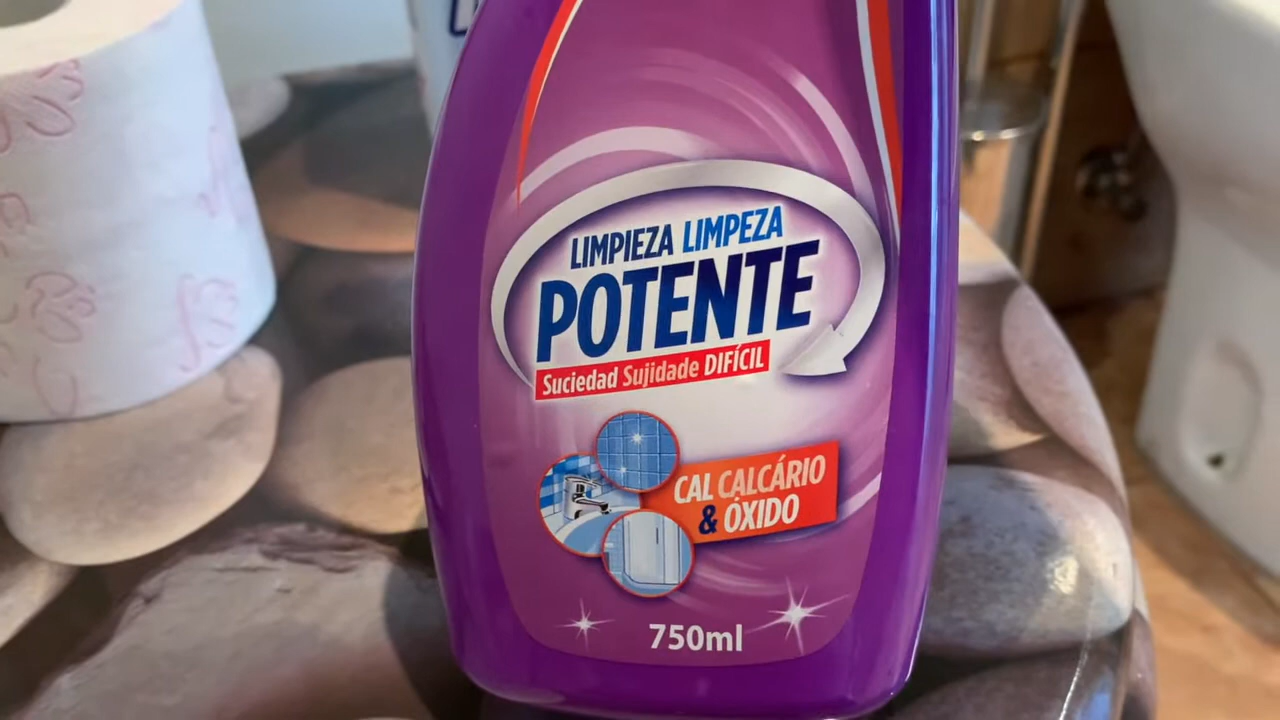 LIMPIEZA LIMPEZA
POTENTE
Suciedad Sujidade DIFÍCIL
CAL CALCÁRIO
& ÓXIDO
750ml